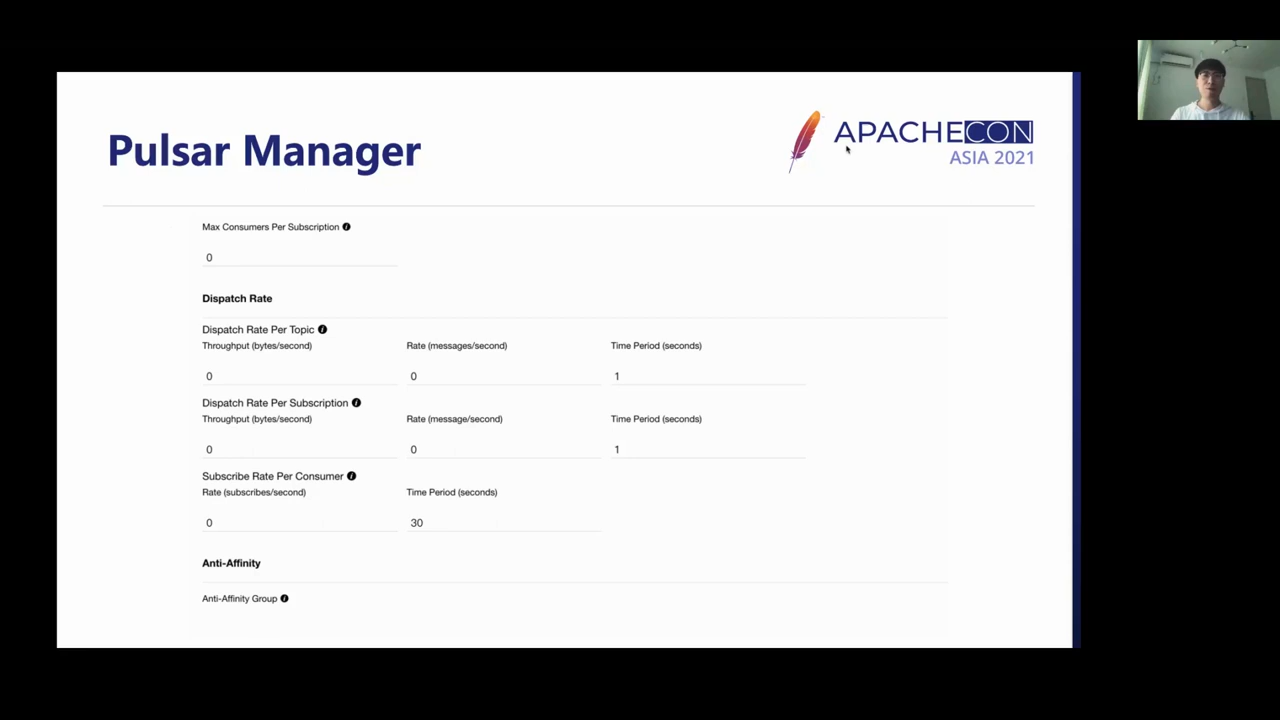 Pulsar Manager
APACHECON
ASIA 2021
Max Consumers Per Subscription
0
Dispatch Rate
Dispatch Rate Per Topic
Throughput (bytes/second) Rate (messages/second) Time Period (seconds)
0 0 1
Dispatch Rate Per Subscription
Throughput (bytes/second) Rate (message/second) Time Period (seconds)
0 0 1
Subscribe Rate Per Consumer
Rate (subscribes/second) Time Period (seconds)
0 30
Anti-Affinity
Anti-Affinity Group